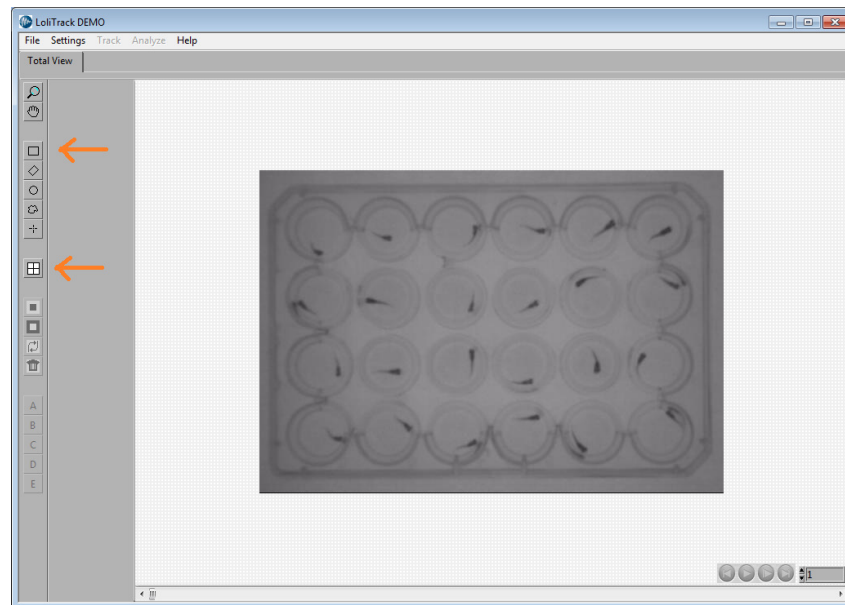 LoliTrack DEMO
File Settings Track Analyze Help
Total View
A
B
C
D
E
1